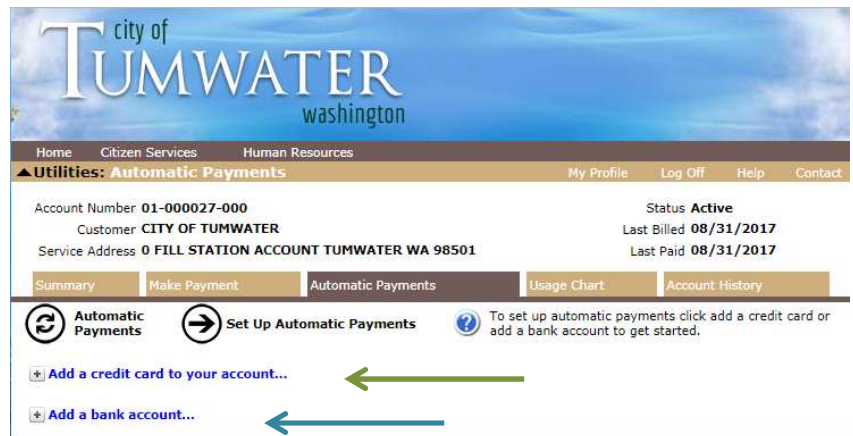 city of
TUMWATER
washington
Home Citizen Services Human Resources
Utilities: Automatic Payments My Profile Log Off Help Contact
Account Number 01-000027-000 Status Active
Customer CITY OF TUMWATER Last Billed 08/31/2017
Service Address 0 FILL STATION ACCOUNT TUMWATER WA 98501 Last Paid 08/31/2017
Summary Make Payment Automatic Payments Usage Chart Account History
Automatic Payments
Set Up Automatic Payments
To set up automatic payments click add a credit card or
add a bank account to get started.
Add a credit card to your account...
Add a bank account...